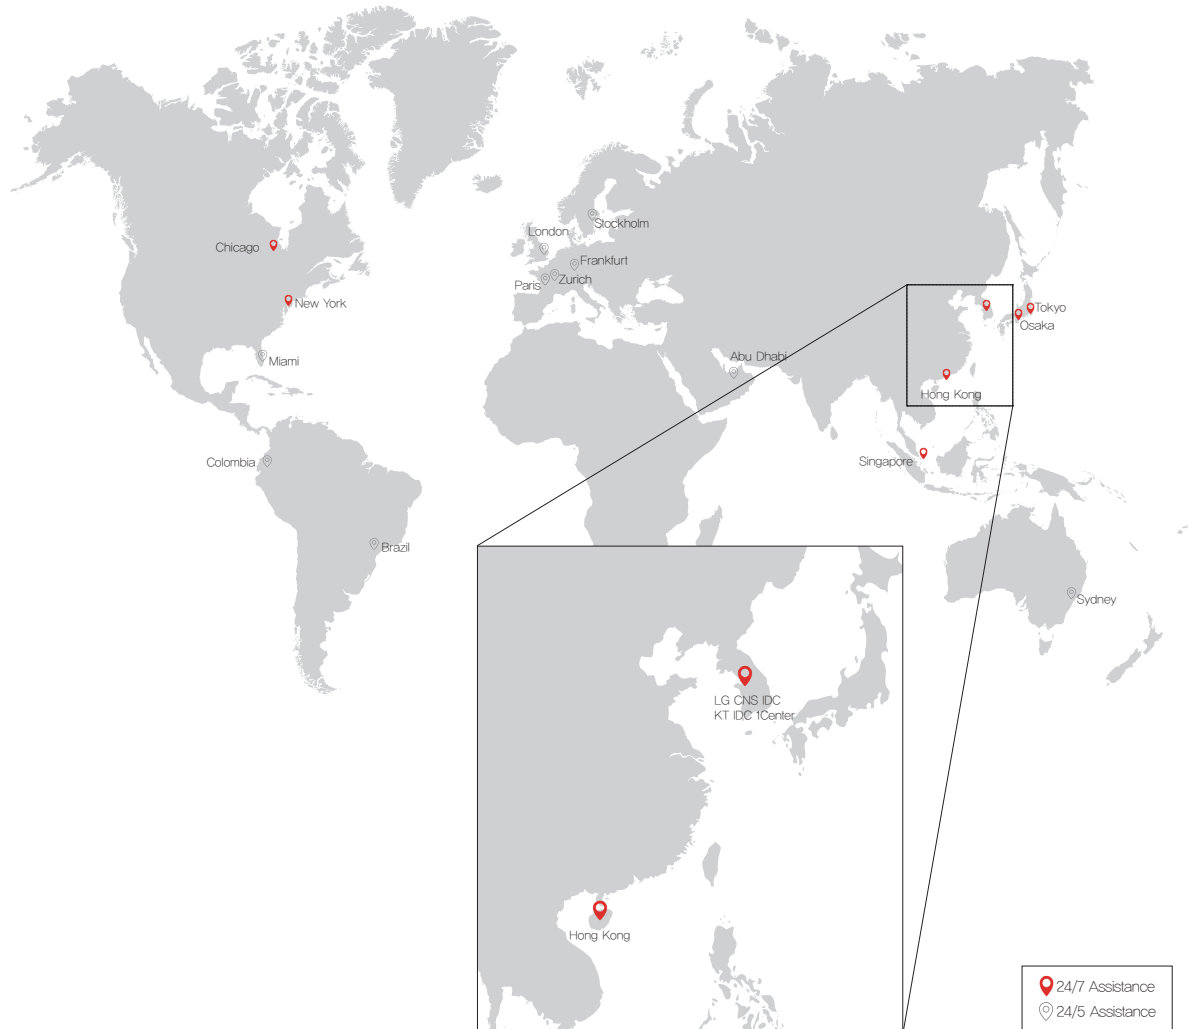 Stockholm
London
Chicago
Frankfurt
Zurich
Paris
New York
Tokyo
Osaka
Miami
Abu Dhabi
Hong Kong
Colombia
Singapore
Brazil
Sydney
LG CNS IDC
KT IDC 1Center
Hong Kong
24/7 Assistance
24/5 Assistance